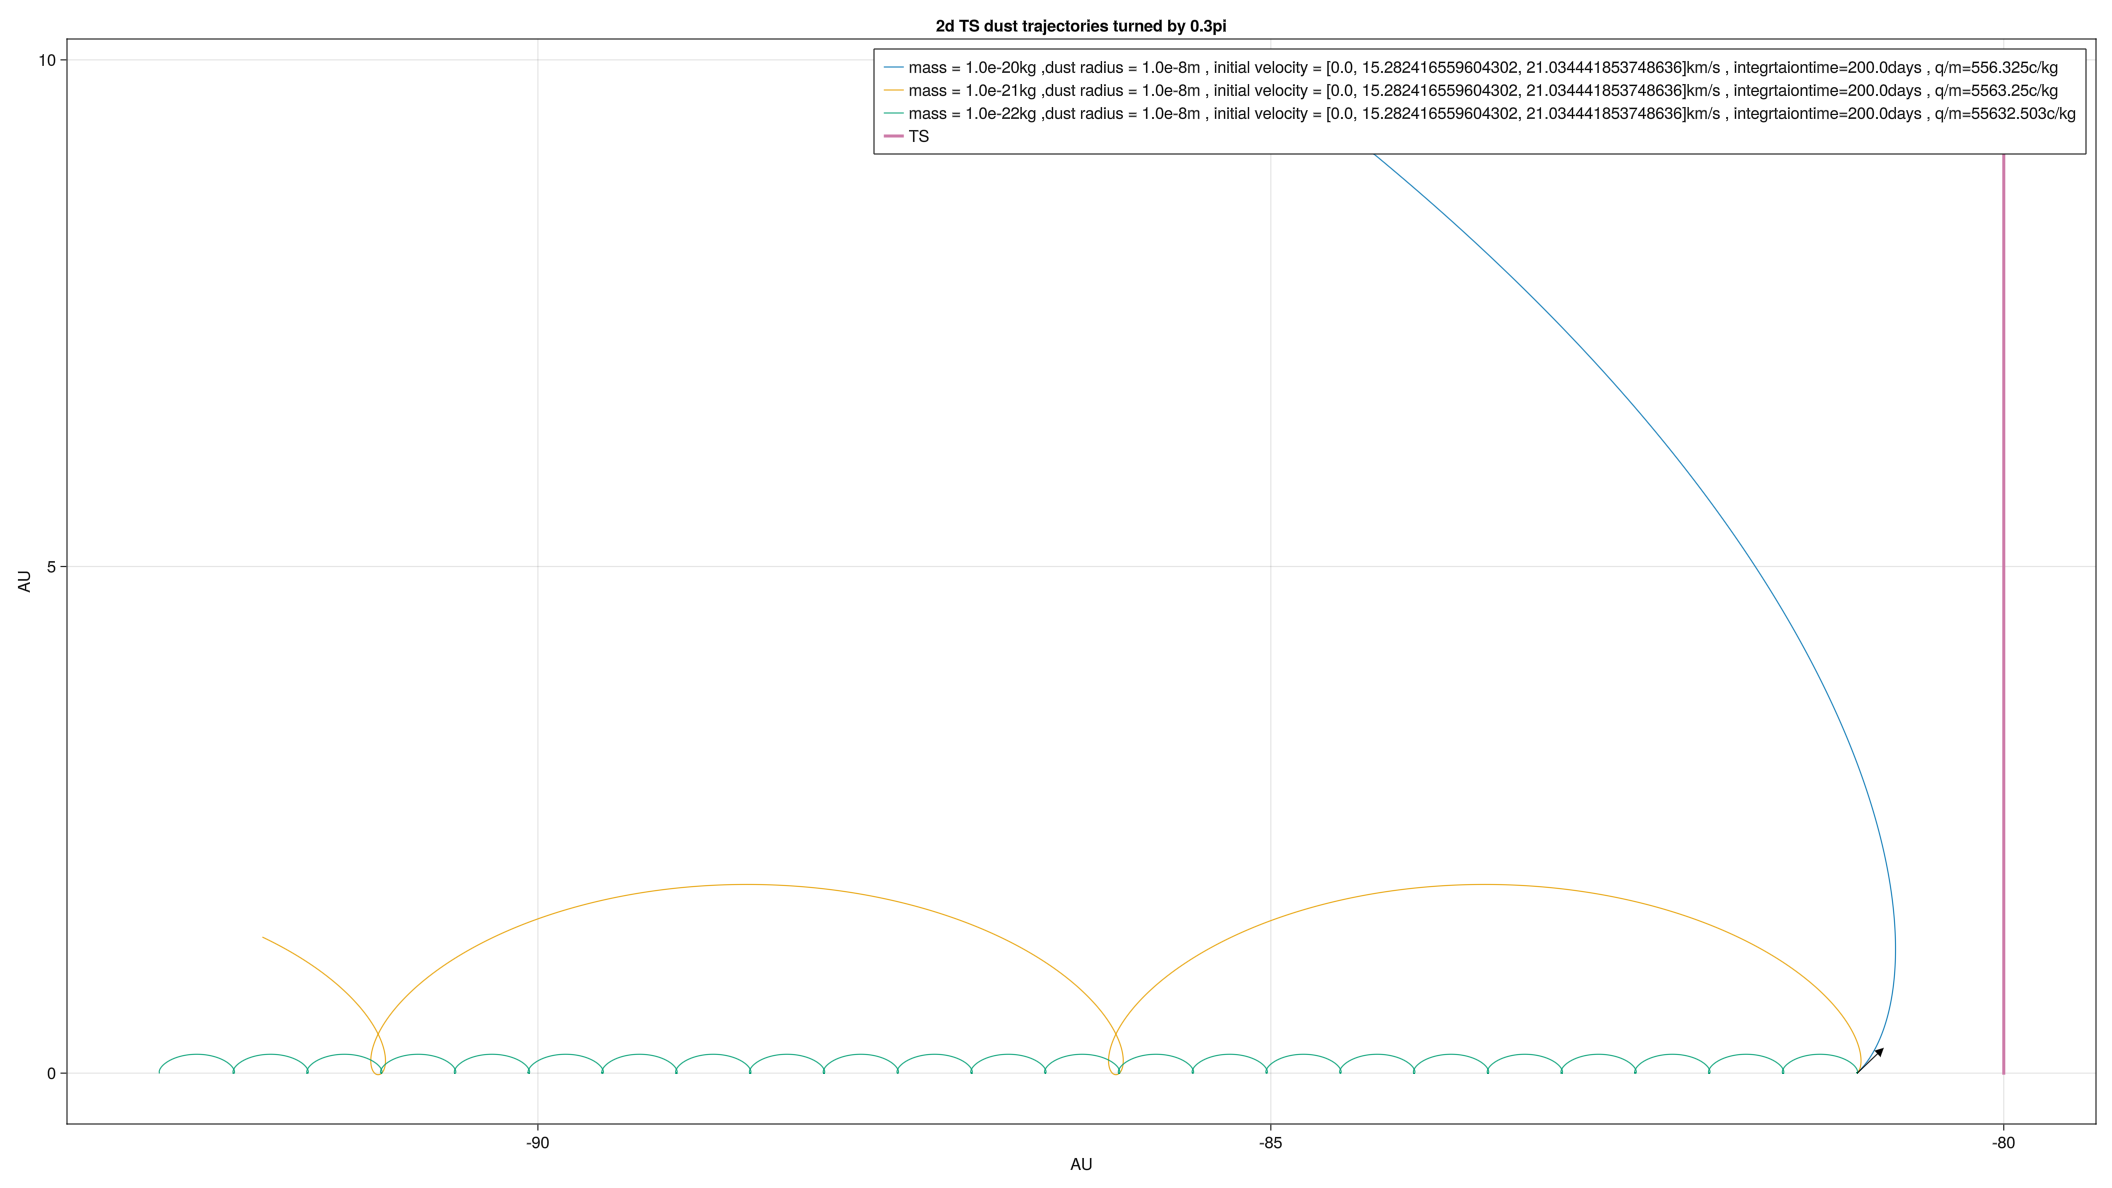 2d TS dust trajectories turned by 0.3pi
10
mass = 1.0e-20kg ,dust radius = 1.0e-8m , initial velocity = [0.0, 15.282416559604302, 21.034441853748636]km/s , integrtaiontime=200.0days , q/m=556.325c/kg
mass = 1.0e-21kg ,dust radius = 1.0e-8m , initial velocity = [0.0, 15.282416559604302, 21.034441853748636]km/s , integrtaiontime=200.0days , q/m=5563.25c/kg
mass = 1.0e-22kg ,dust radius = 1.0e-8m , initial velocity = [0.0, 15.282416559604302, 21.034441853748636]km/s , integrtaiontime=200.0days , q/m=55632.503c/kg
TS
5
AU
0
-90
-85
-80
AU